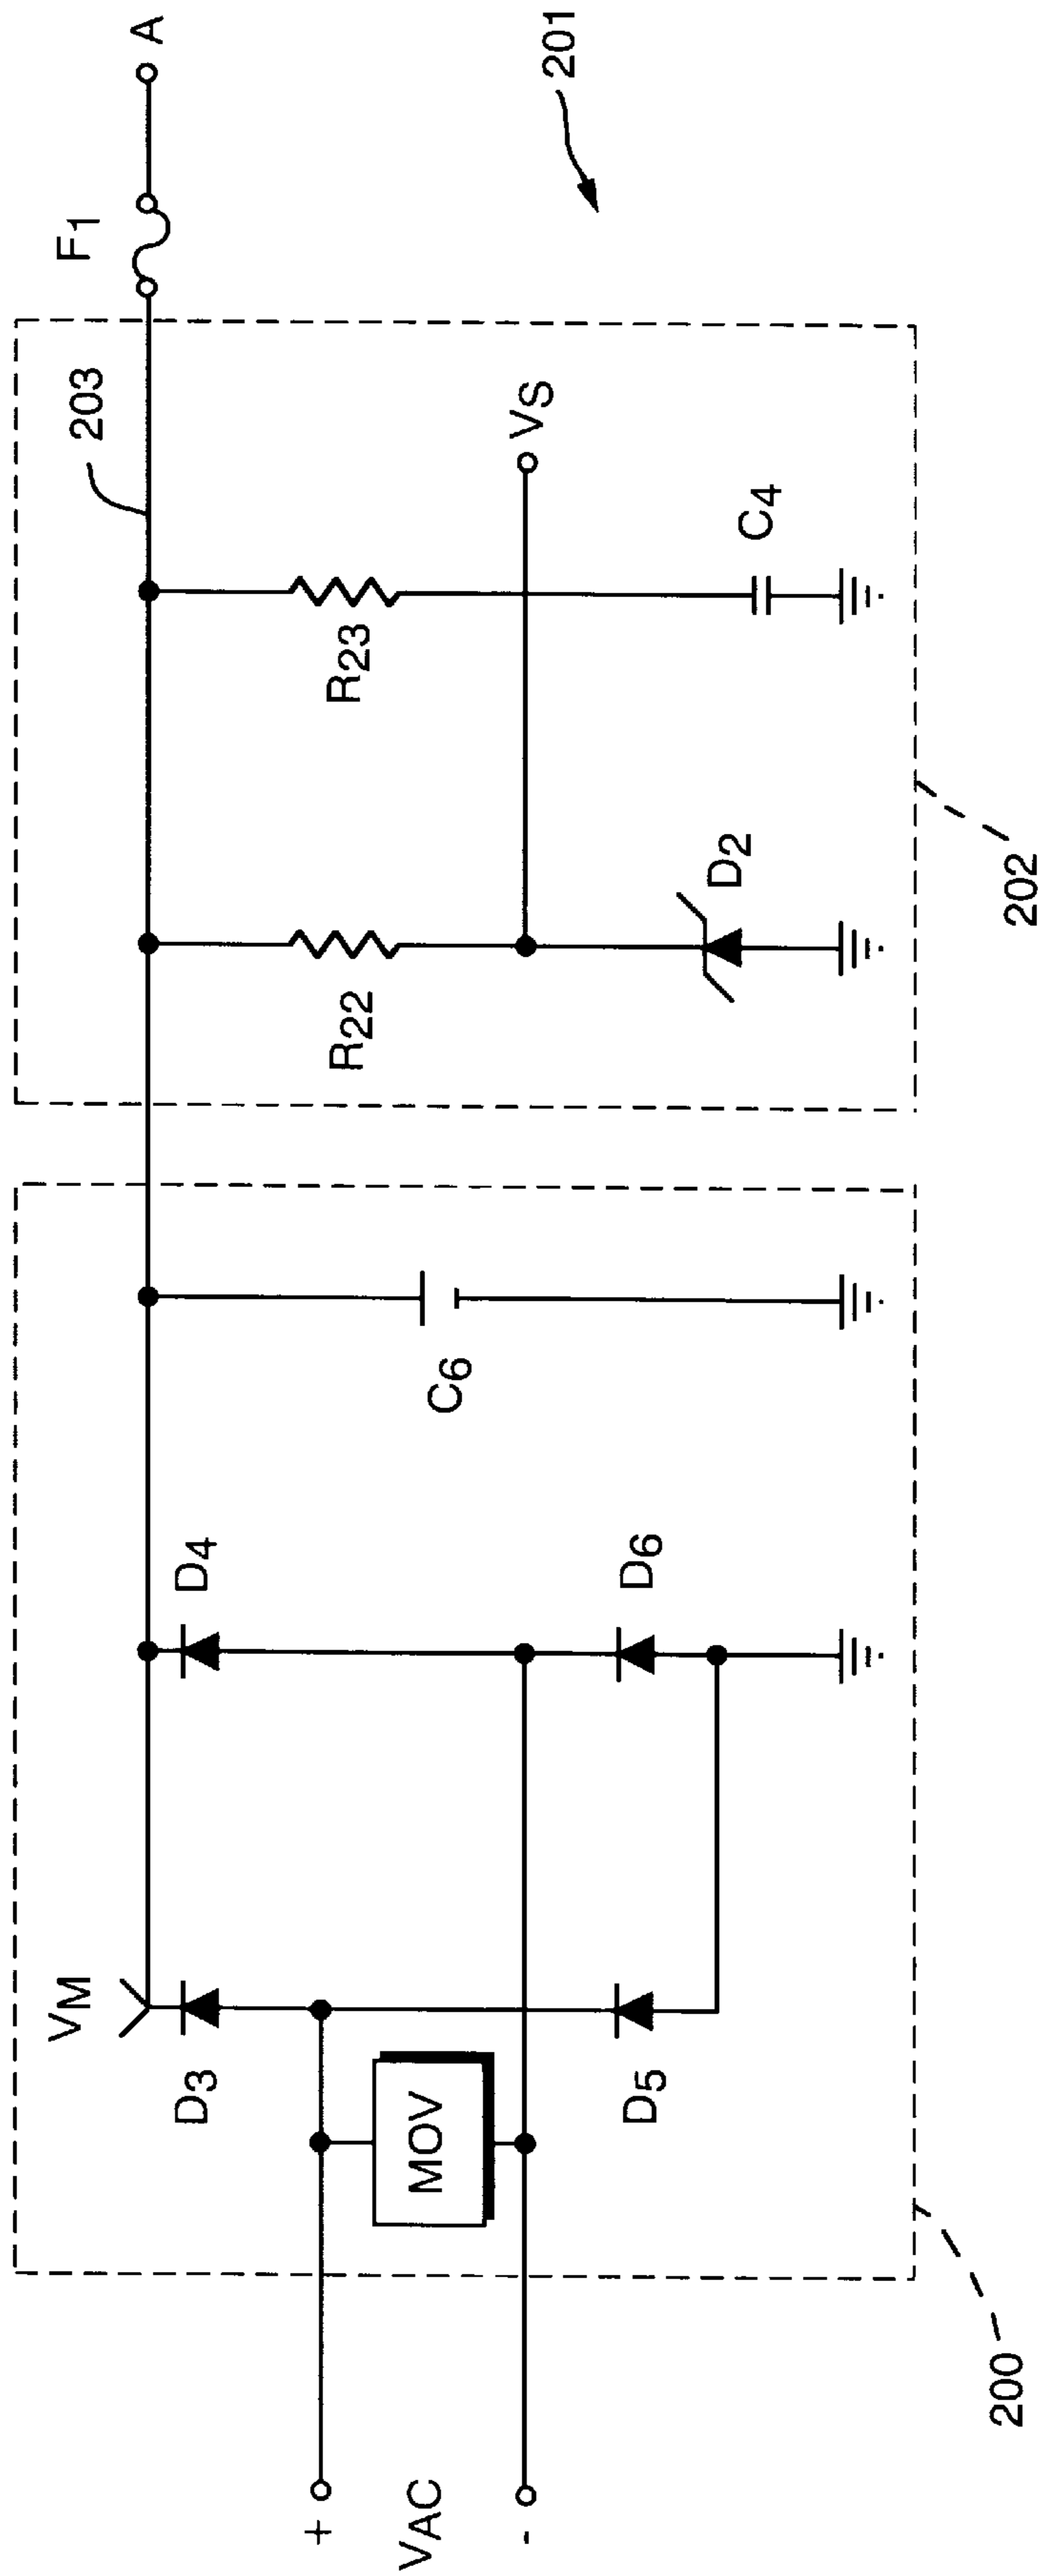 A
F1
201
203
VS
R23
C4
R22
D2
202
C6
D4
D6
VM
D3
MOV
D5
+
VAC
-
200